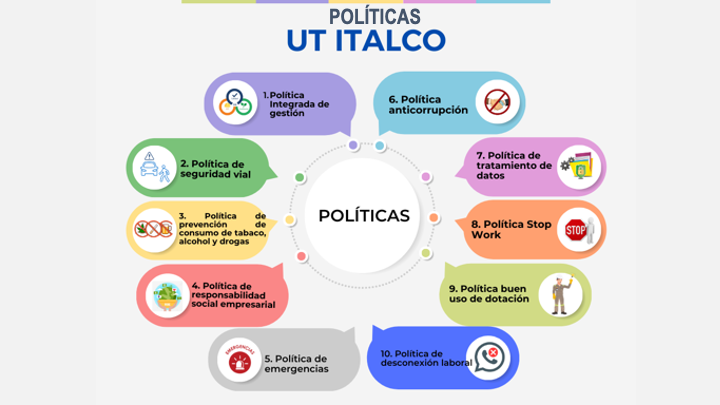 POLÍTICAS
UT ITALCO
1.Política
Integrada de
gestión
2. Política de
seguridad vial
3. Política de
prevención de
consumo de tabaco,
alcohol y drogas
4. Política de
responsabilidad
social empresarial
EMERGENCIAS
5. Política de
emergencias
POLÍTICAS
6. Política
anticorrupción
7. Política de
tratamiento de
datos
8. Política Stop
Work
STOP
9. Política buen
uso de dotación
10. Política de
desconexión laboral